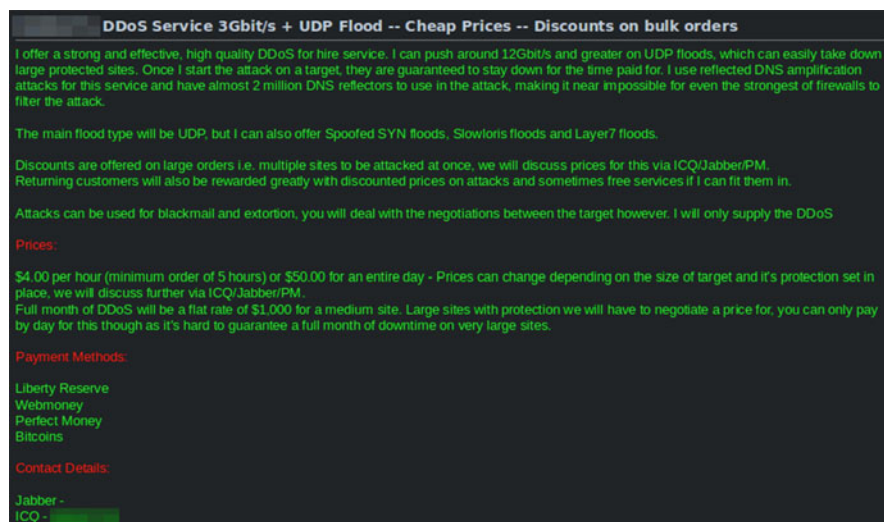 DDoS Service 3Gbit/s + UDP Flood -- Cheap Prices -- Discounts on bulk orders
I offer a strong and effective, high quality DDoS for hire service. I can push around 12Gbit/s and greater on UDP floods, which can easily take down
large protected sites. Once I start the attack on a target, they are guaranteed to stay down for the time paid for. I use reflected DNS amplification
attacks for this service and have almost 2 million DNS reflectors to use in the attack, making it near impossible for even the strongest of firewalls to
filter the attack.
The main flood type will be UDP, but I can also offer Spoofed SYN floods, Slowloris floods and Layer7 floods.
Discounts are offered on large orders i.e. multiple sites to be attacked at once, we will discuss prices for this via ICQ/Jabber/PM.
Returning customers will also be rewarded greatly with discounted prices on attacks and sometimes free services if I can fit them in.
Attacks can be used for blackmail and extortion, you will deal with the negotiations between the target however. I will only supply the DDoS
Prices:
$4.00 per hour (minimum order of 5 hours) or $50.00 for an entire day - Prices can change depending on the size of target and it's protection set in
place, we will discuss further via ICQ/Jabber/PM.
Full month of DDoS will be a flat rate of $1,000 for a medium site. Large sites with protection we will have to negotiate a price for, you can only pay
by day for this though as it's hard to guarantee a full month of downtime on very large sites.
Payment Methods:
Liberty Reserve
Webmoney
Perfect Money
Bitcoins
Contact Details:
Jabber -
ICQ -